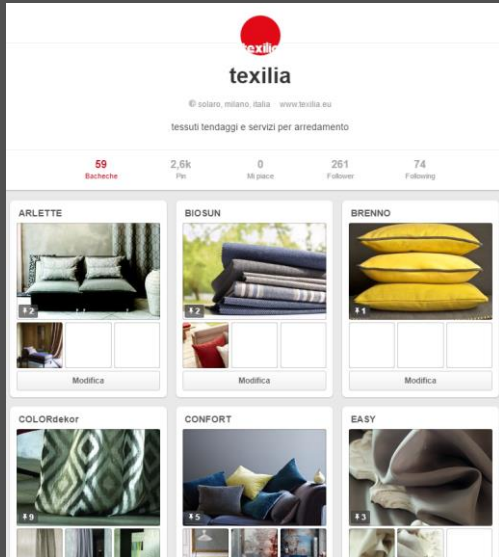 texilia
texilia
solaro, milano, italia www.texilia.eu
tessuti tendaggi e servizi per arredamento
59 2,6k 0 261 74
Bacheche Pin Mi piace Follower Following
ARLETTE BIOSUN BRENNO
2 2 1
Modifica Modifica Modifica
COLORdekor CONFORT EASY
9 5 3